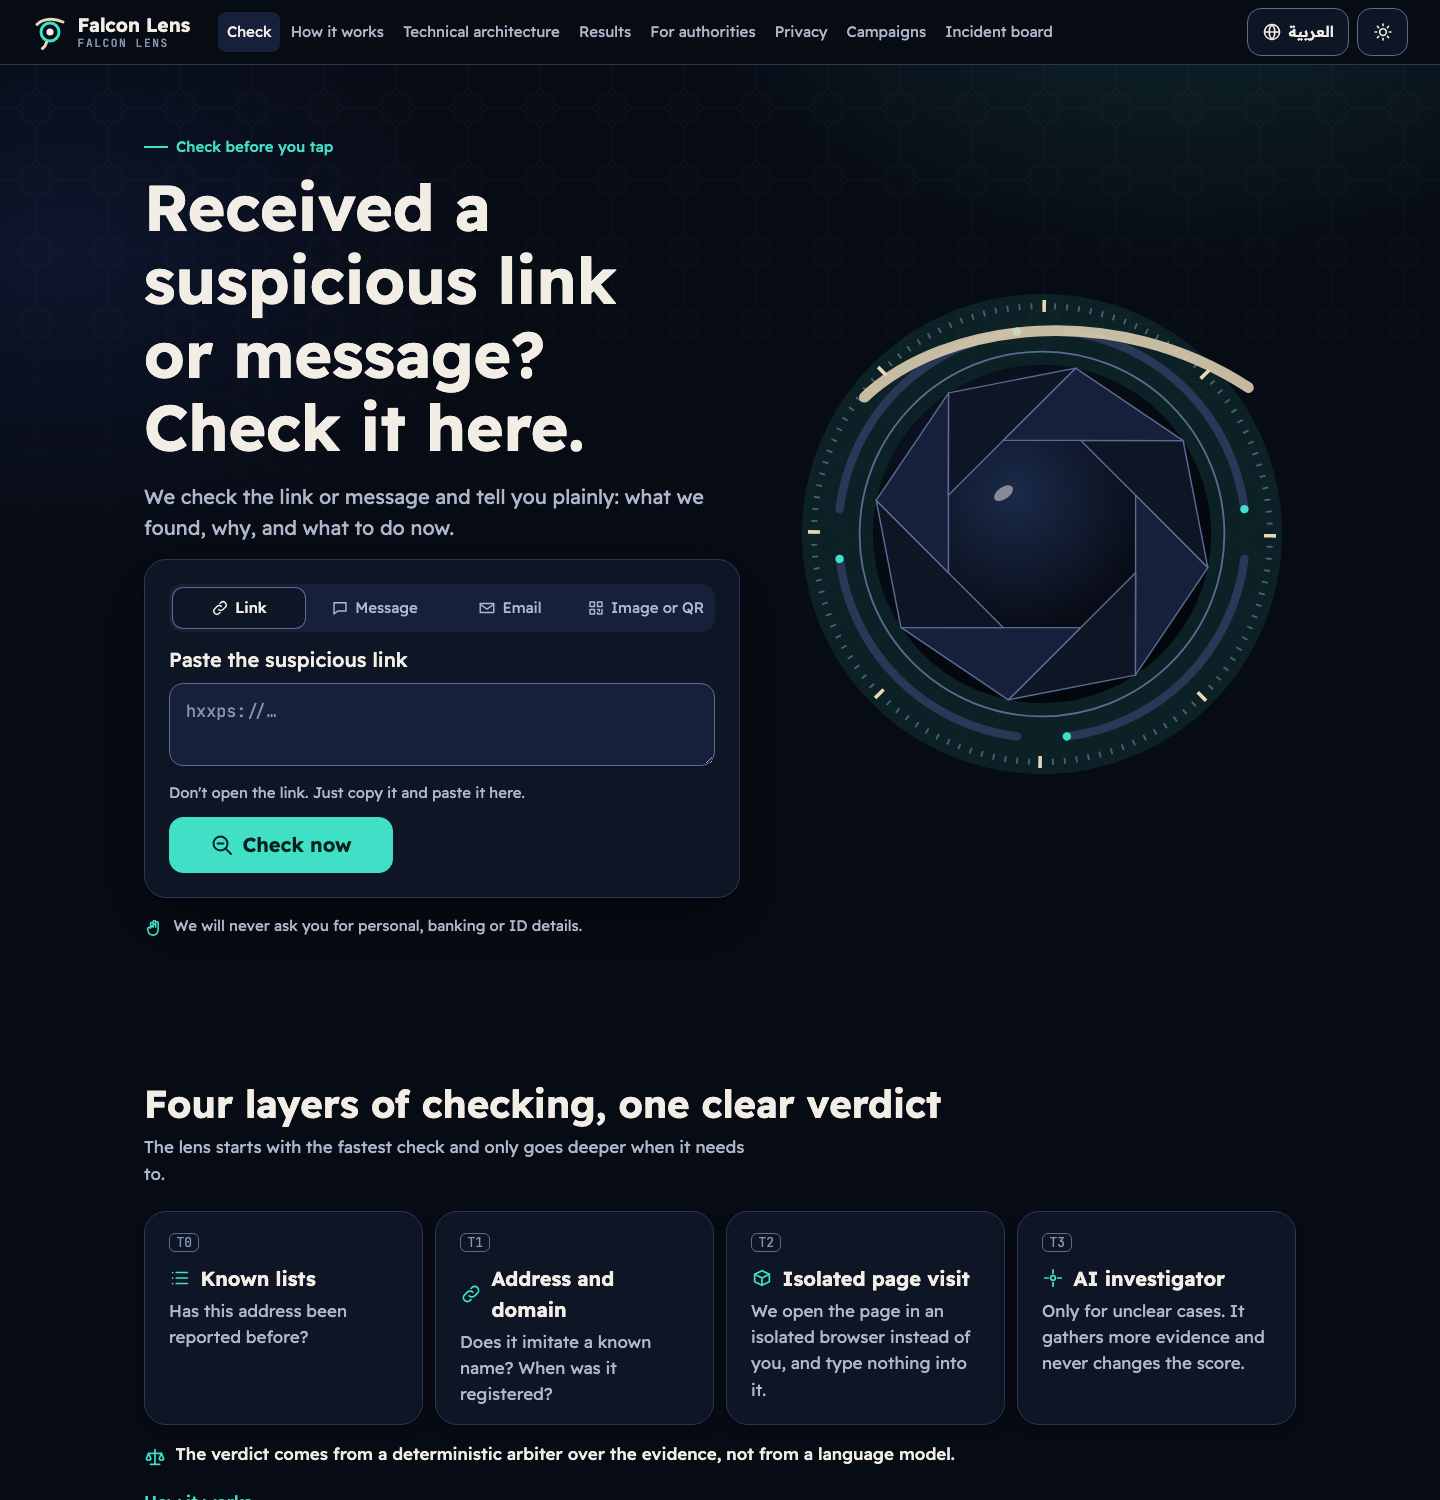 Falcon Lens
FALCON LENS
Check
How it works
Technical architecture
Results
For authorities
Privacy
Campaigns
Incident board
العربية
Check before you tap
Received a
suspicious link
or message?
Check it here.
We check the link or message and tell you plainly: what we
found, why, and what to do now.
Link
Message
Email
Image or QR
Paste the suspicious link
hxxps://…
Don't open the link. Just copy it and paste it here.
Check now
We will never ask you for personal, banking or ID details.
Four layers of checking, one clear verdict
The lens starts with the fastest check and only goes deeper when it needs
to.
T0
Known lists
Has this address been
reported before?
T1
Address and
domain
Does it imitate a known
name? When was it
registered?
T2
Isolated page visit
We open the page in an
isolated browser instead of
you, and type nothing into
it.
T3
AI investigator
Only for unclear cases. It
gathers more evidence and
never changes the score.
The verdict comes from a deterministic arbiter over the evidence, not from a language model.
How it works